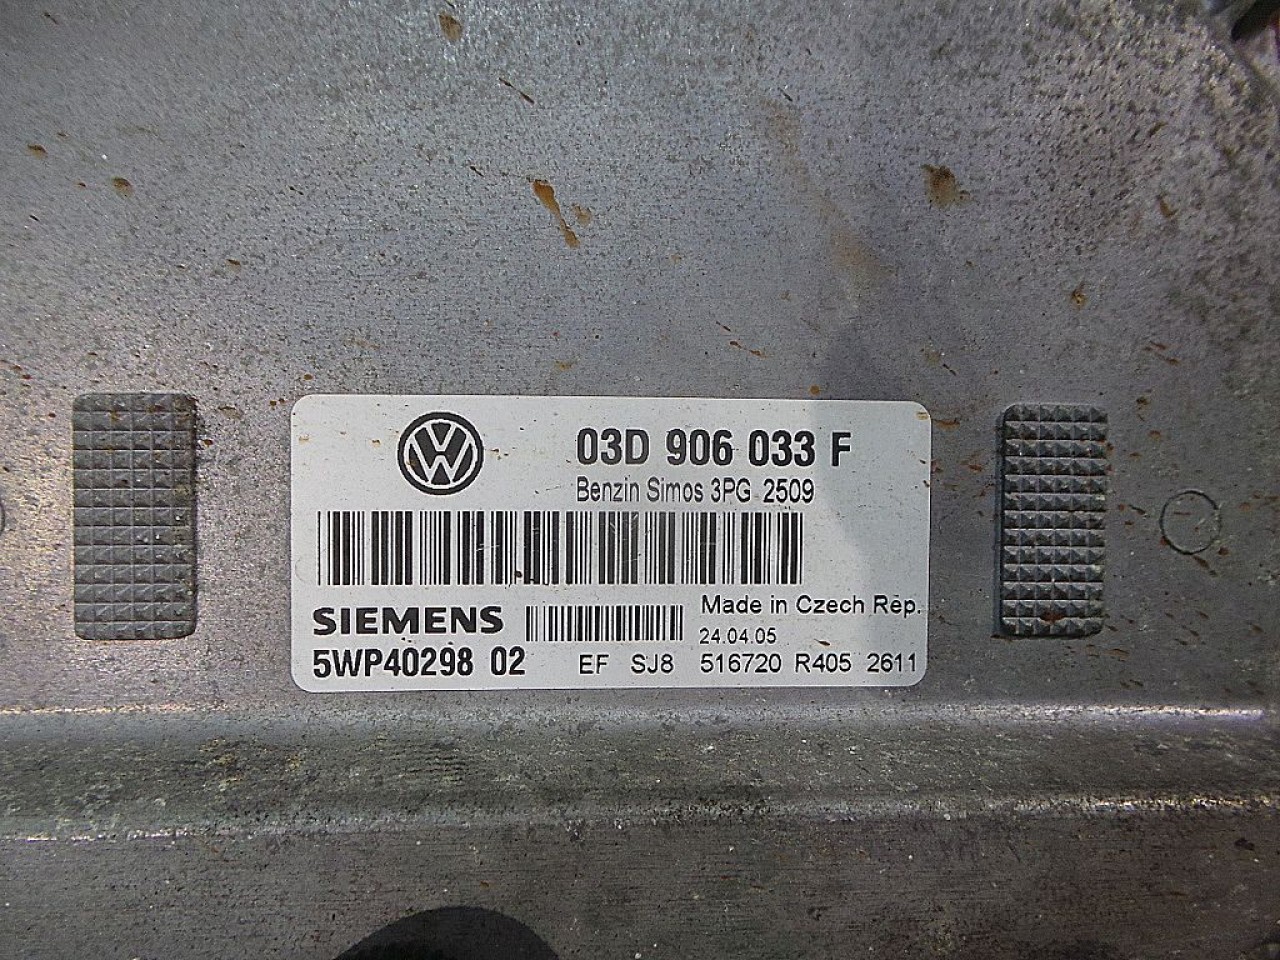 03D 906 033 F
Benzin Simos 3PG 2509
SIEMENS
Made in Czech Rep.
24.04.05
5WP40298 02
EF SJ8 516720 R405 2611